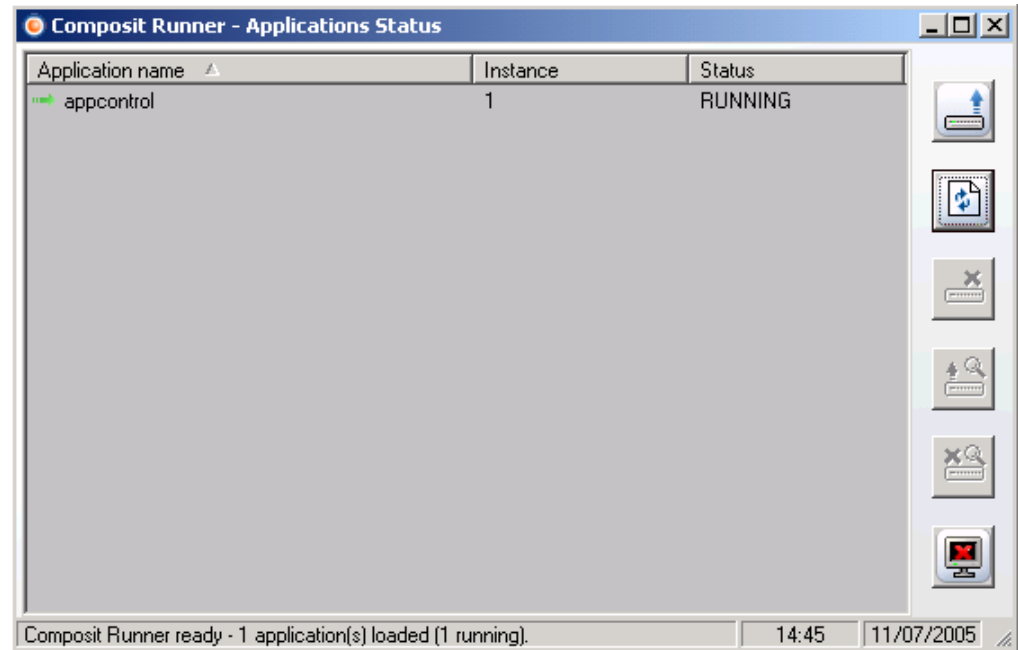 Composit Runner - Applications Status
Application name Instance Status
appcontrol 1 RUNNING
Composit Runner ready - 1 application(s) loaded (1 running). 14:45 11/07/2005